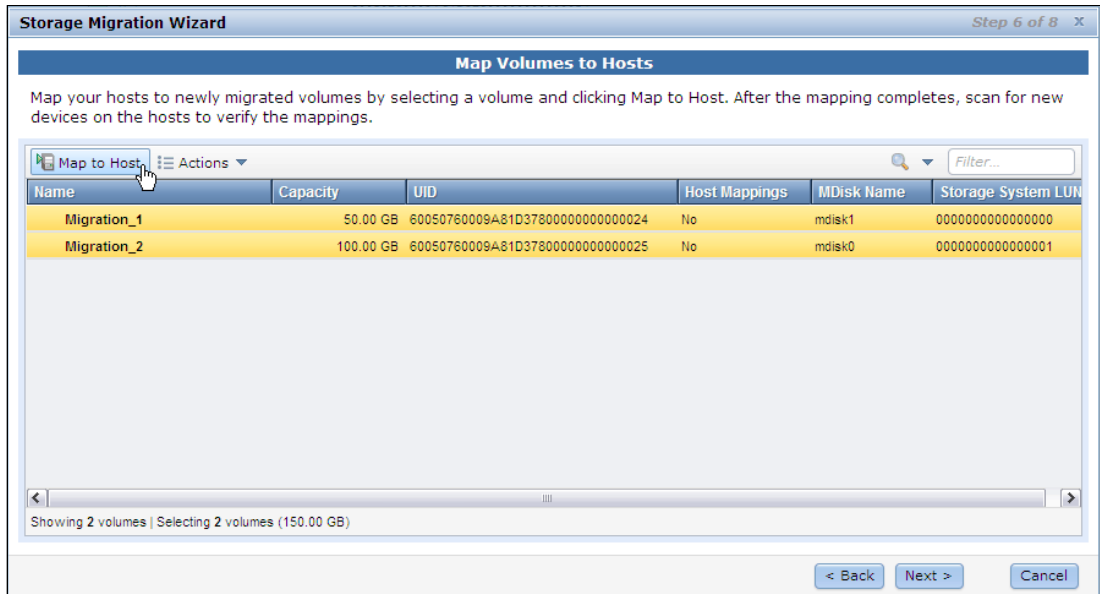 Storage Migration Wizard Step 6 of 8 X
Map Volumes to Hosts
Map your hosts to newly migrated volumes by selecting a volume and clicking Map to Host. After the mapping completes, scan for new
devices on the hosts to verify the mappings.
Map to Host Actions Filter...
Name Capacity UID Host Mappings MDisk Name Storage System LUN
Migration_1 50.00 GB 60050760009A81D37800000000000024 No mdisk1 0000000000000000
Migration_2 100.00 GB 60050760009A81D37800000000000025 No mdisk0 0000000000000001
Showing 2 volumes | Selecting 2 volumes (150.00 GB)
< Back Next > Cancel